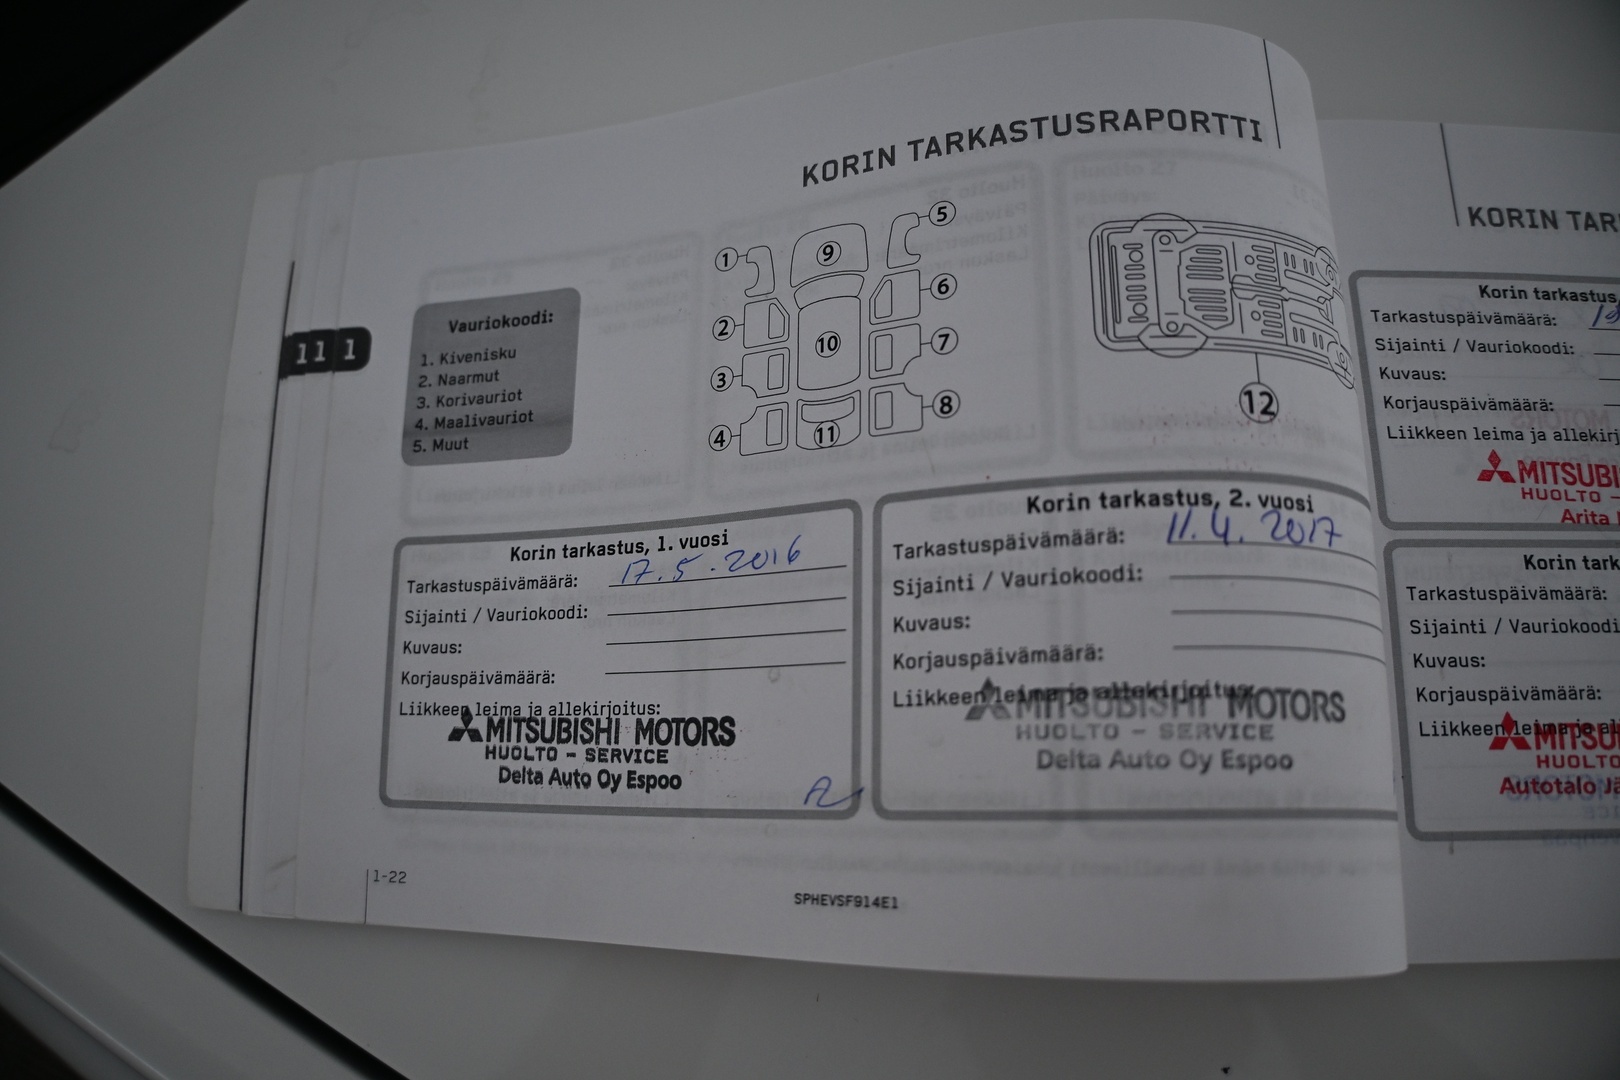 KORIN TARKASTUSRAPORTTI
11 1
Vauriokoodi:
1. Kivenisku
2. Naarmut
3. Korivauriot
4. Maalivauriot
5. Muut
1
2
3
4
5
6
7
8
9
10
11
12
Korin tarkastus, 1. vuosi
Tarkastuspäivämäärä: 17.5.2016
Sijainti / Vauriokoodi:
Kuvaus:
Korjauspäivämäärä:
Liikkeen leima ja allekirjoitus:
MITSUBISHI MOTORS
HUOLTO - SERVICE
Delta Auto Oy Espoo
Korin tarkastus, 2. vuosi
Tarkastuspäivämäärä: 11.4.2017
Sijainti / Vauriokoodi:
Kuvaus:
Korjauspäivämäärä:
Liikkeen leima ja allekirjoitus:
MITSUBISHI MOTORS
HUOLTO - SERVICE
Delta Auto Oy Espoo
1-22
SPHEVSF914E1
KORIN TAR
Korin tarkastus
Tarkastuspäivämäärä:
Sijainti / Vauriokoodi:
Kuvaus:
Korjauspäivämäärä:
Liikkeen leima ja allekirj
MITSUBI
HUOLTO -
Arita
Korin tark
Tarkastuspäivämäärä:
Sijainti / Vauriokoodi
Kuvaus:
Korjauspäivämäärä:
Liikkeen leima ja al
MITSU
HUOLTO
Autotalo Jä